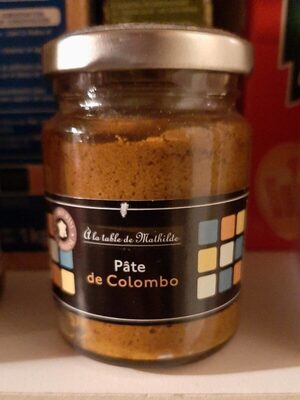 À la table de Mathilde
Pâte
de Colombo